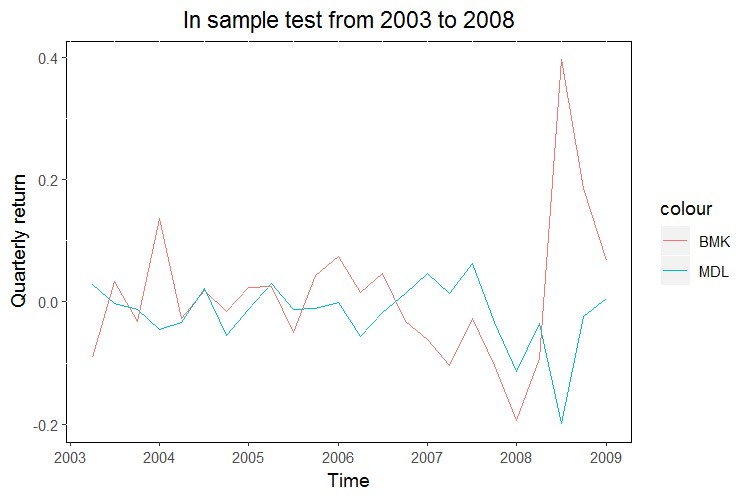 In sample test from 2003 to 2008
Quarterly return
0.4
0.2
0.0
-0.2
2003 2004 2005 2006 2007 2008 2009
Time
colour
BMK
MDL